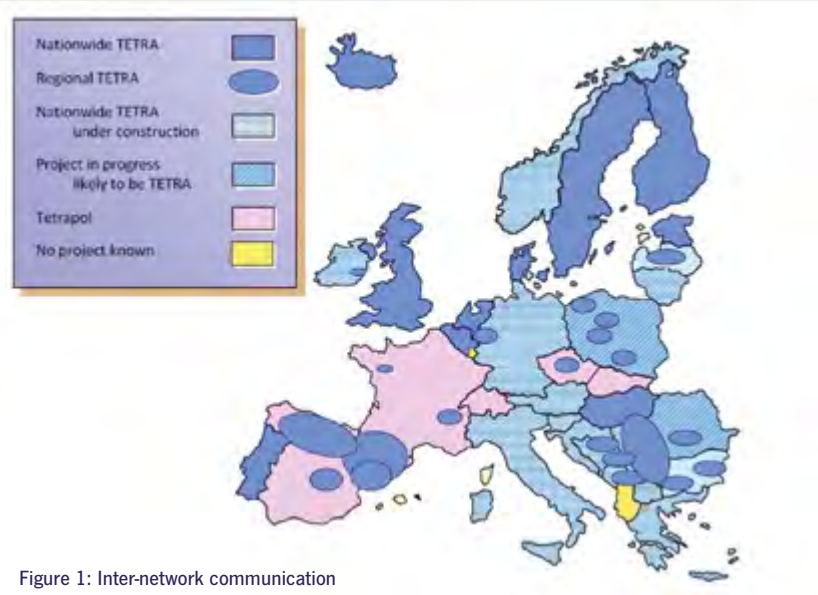 Nationwide TETRA
Regional TETRA
Nationwide TETRA
under construction
Project in progress
likely to be TETRA
Tetrapol
No project known
Figure 1: Inter-network communication